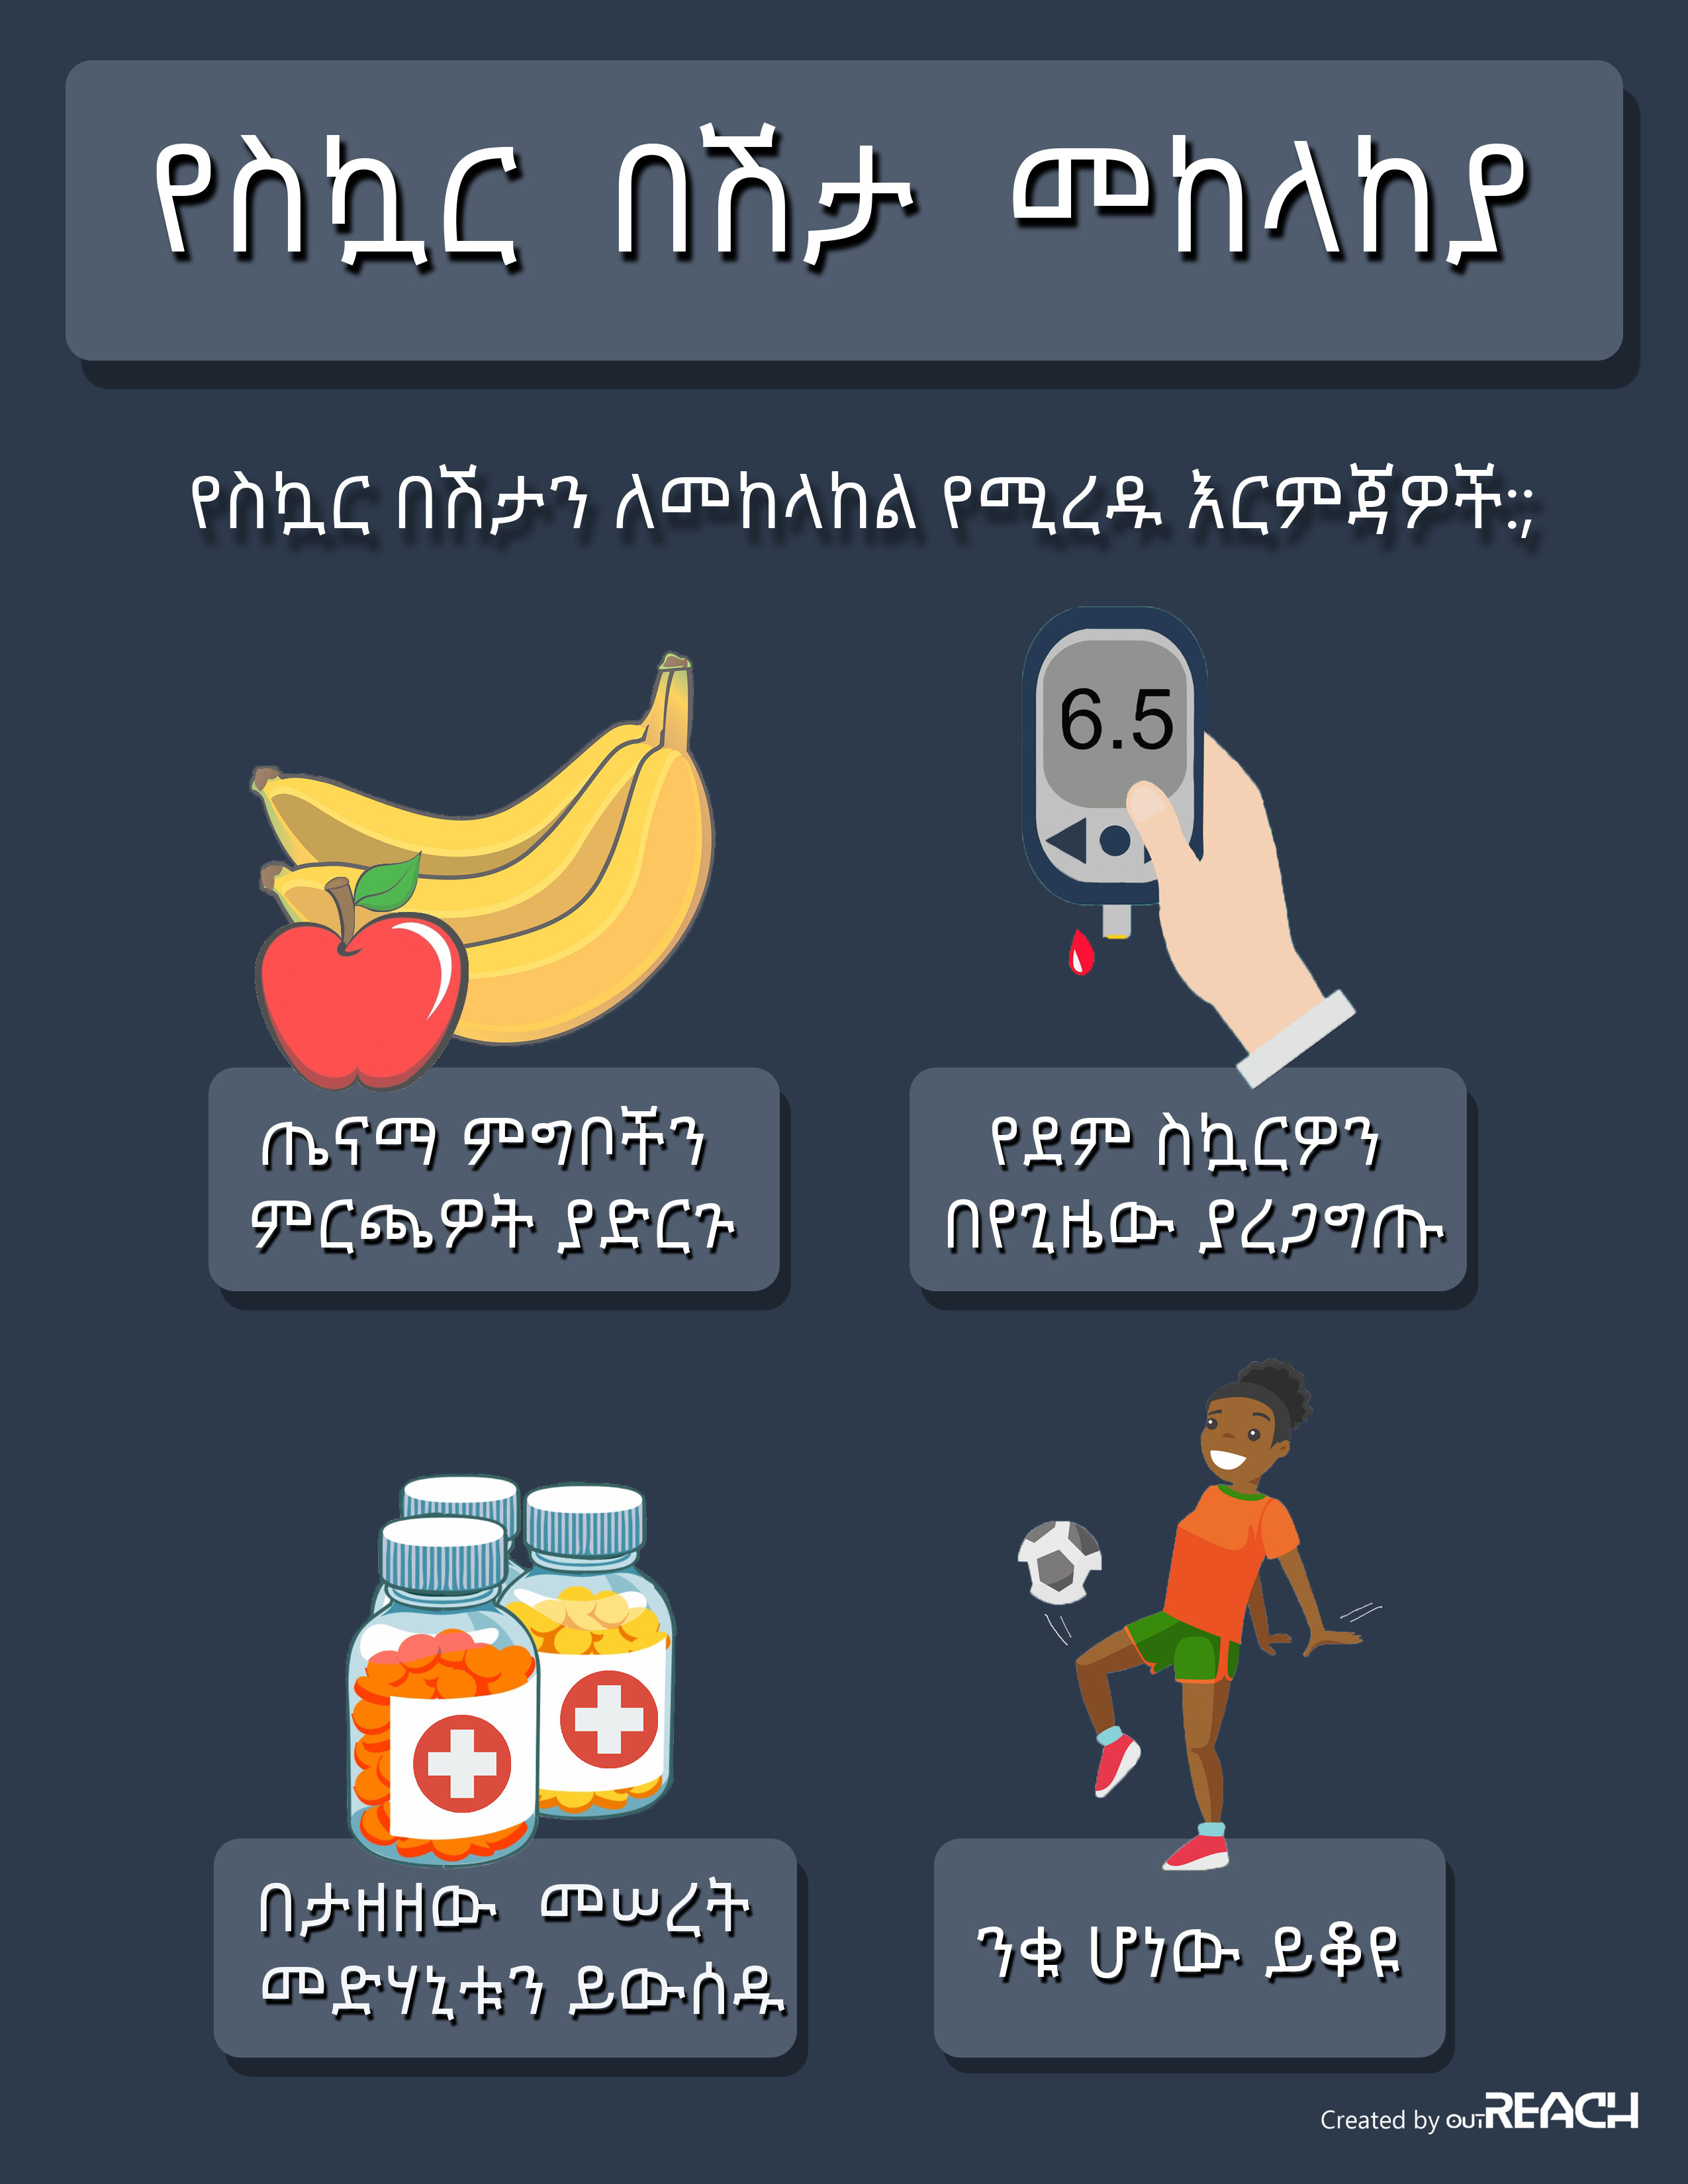 የስኳር በሽታ መከላከያ
የስኳር በሽታን ለመከላከል የሚረዱ እርምጃዎች:;
6.5
ጤናማ ምግቦችን
ምርጫዎት ያድርጉ
የደም ስኳርዎን
በየጊዜው ያረጋግጡ
በታዘዘው መሠረት
መድሃኒቱን ይውሰዱ
ንቁ ሆነው ይቆዩ
Created by OUTREACH